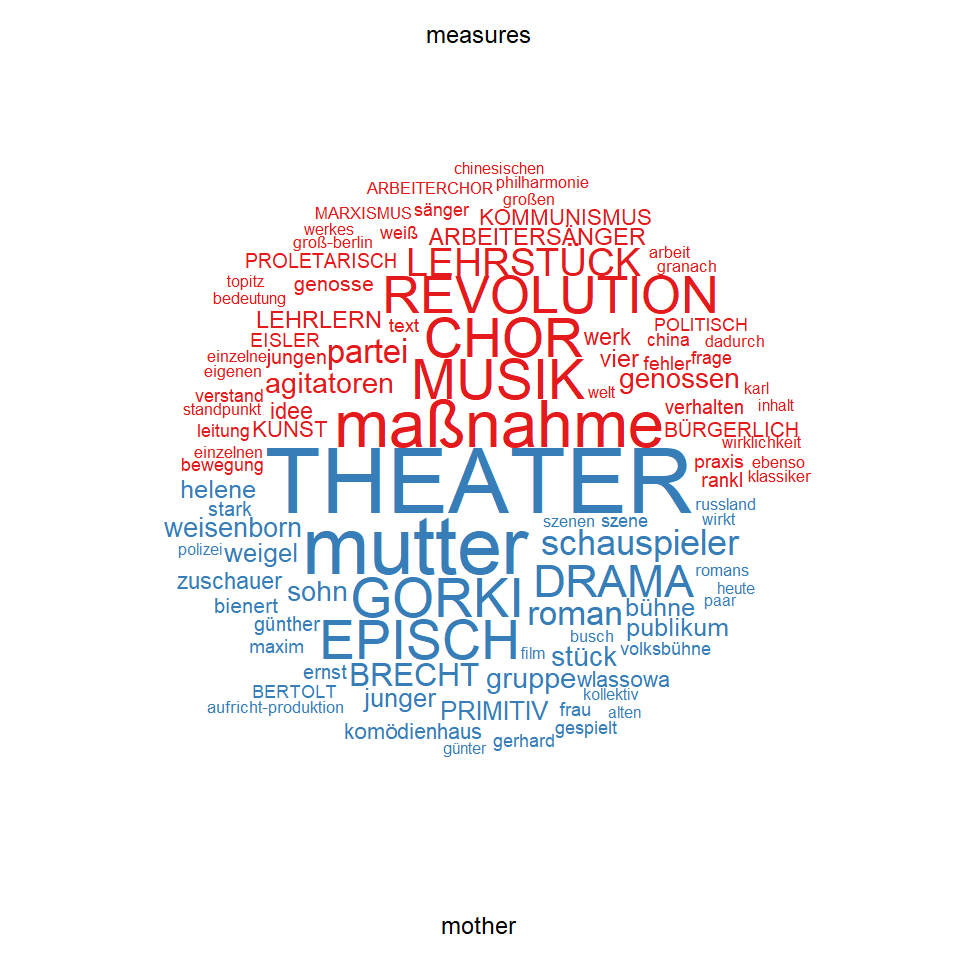 measures
chinesischen
ARBEITERCHOR philharmonie
großen
MARXISMUS sänger KOMMUNISMUS
werkes weiß ARBEITERSÄNGER
groß-berlin arbeit
PROLETARISCH LEHRSTÜCK granach
topitz genosse REVOLUTION
bedeutung
LEHRLERN text CHOR werk POLITISCH
EISLER china dadurch
einzelne jungen partei vier fehler frage
eigenen agitatoren MUSIK genossen
verstand welt karl
standpunkt idee maßnahme verhalten inhalt
leitung KUNST BÜRGERLICH
einzelnen wirklichkeit
bewegung THEATER praxis ebenso
rankl klassiker
helene russland
stark szenen szene wirkt
weisenborn mutter schauspieler
polizei weigel
zuschauer sohn GORKI DRAMA romans
heute
bienert roman bühne paar
günther EPISCH busch publikum
maxim film stück volksbühne
ernst BRECHT gruppe wlassowa
BERTOLT junger kollektiv
aufricht-produktion PRIMITIV frau alten
komödienhaus gespielt
günter gerhard
mother